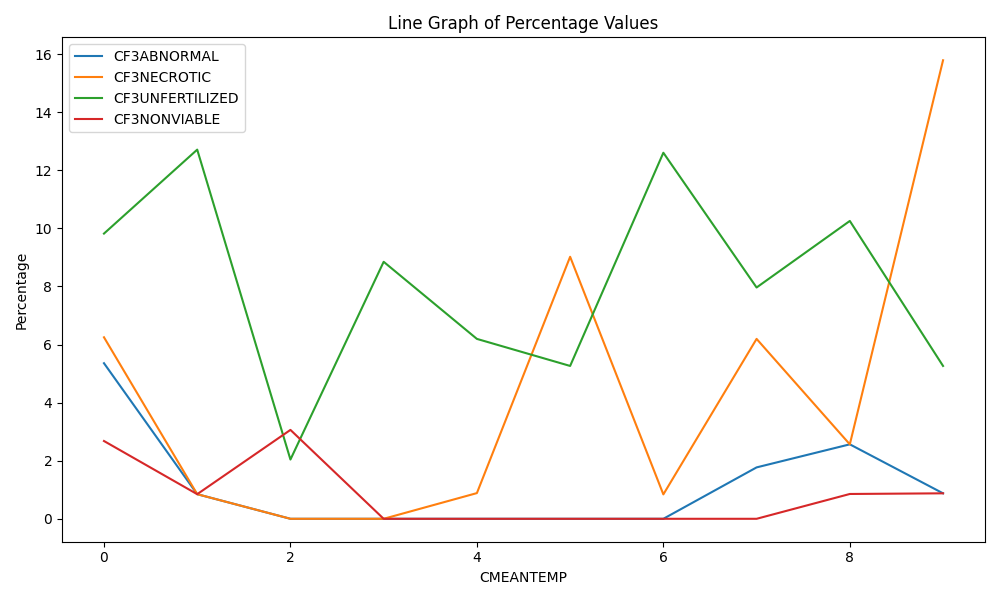 Line Graph of Percentage Values
CF3ABNORMAL
CF3NECROTIC
CF3UNFERTILIZED
CF3NONVIABLE
Percentage
16
14
12
10
8
6
4
2
0
0 2 4 6 8
CMEANTEMP